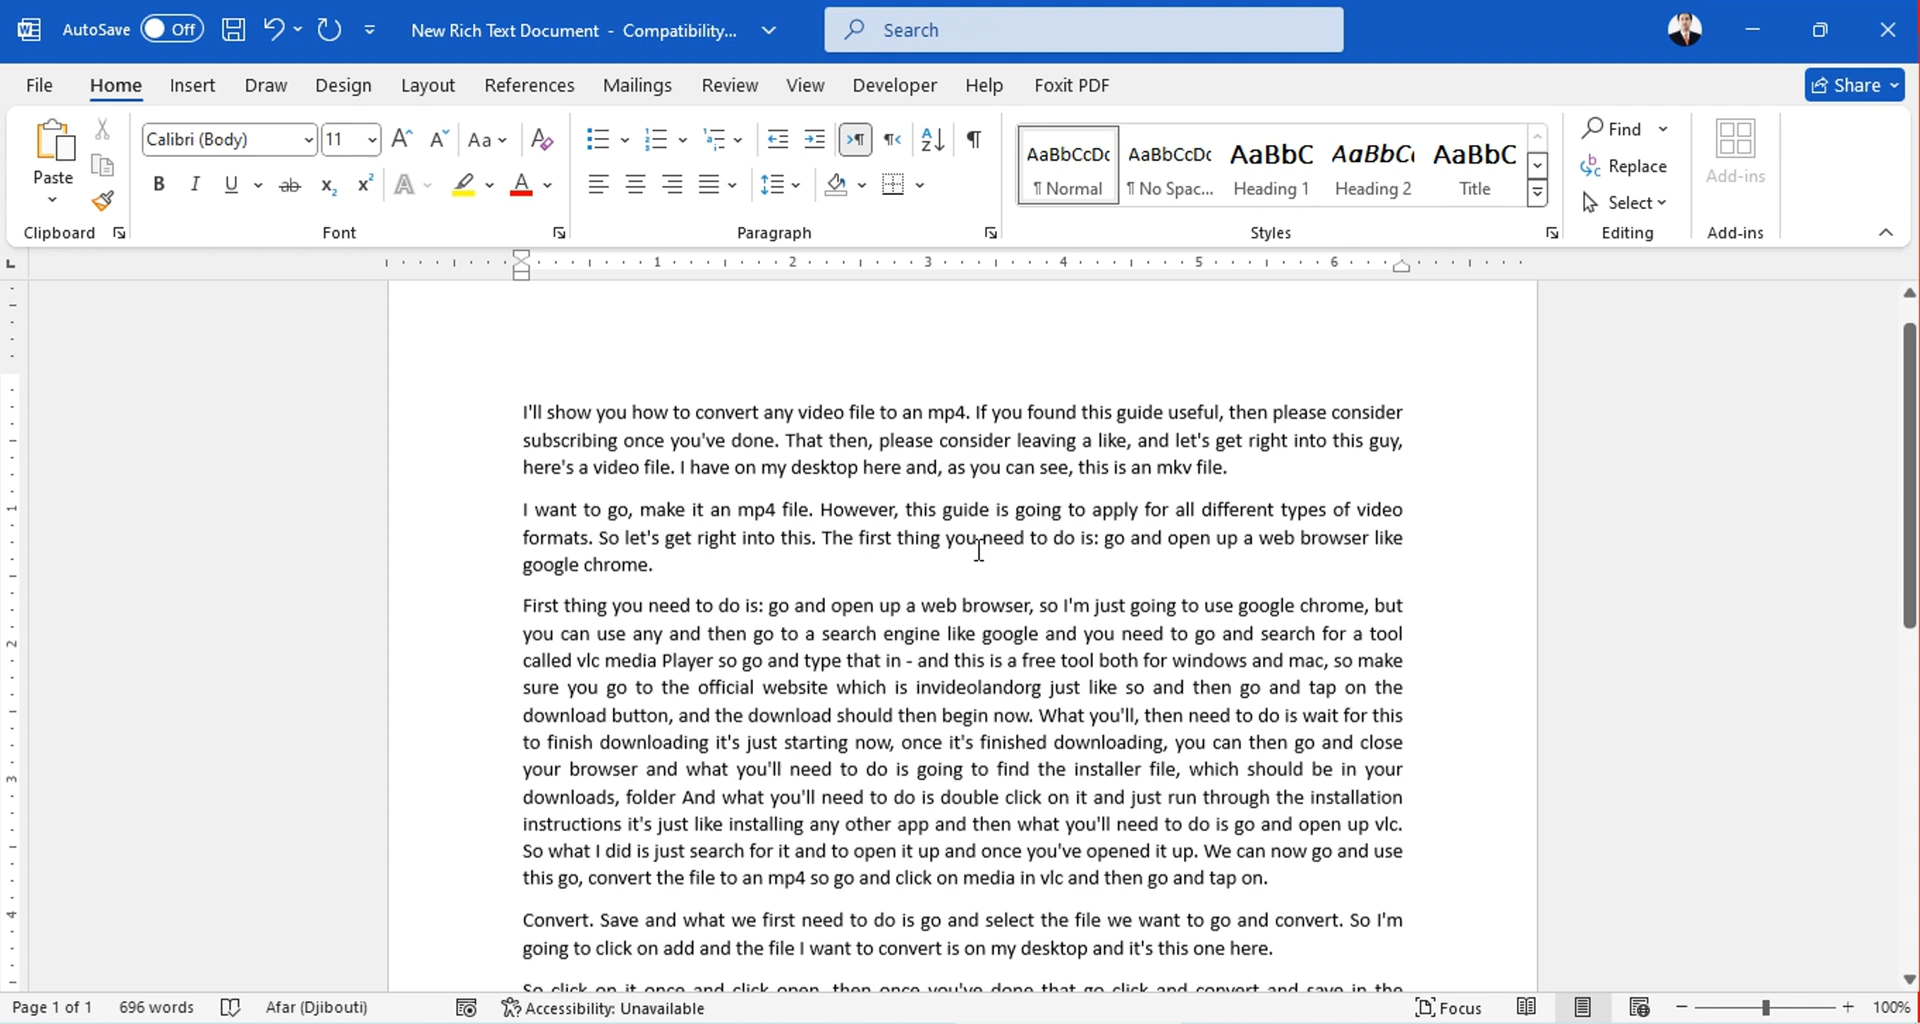 AutoSave Off New Rich Text Document - Compatibility... Search
File Home Insert Draw Design Layout References Mailings Review View Developer Help Foxit PDF Share
Paste
Clipboard
Calibri (Body) 11 Aa
B I U ab x2 x2 A A
Font
Paragraph
AaBbCcDc AaBbCcDc AaBbC AaBbCc AaBbC
¶ Normal ¶ No Spac... Heading 1 Heading 2 Title
Styles
Find
Replace
Select
Editing
Add-ins
Add-ins
1 2 3 4 5 6
1
2
3
4
I'll show you how to convert any video file to an mp4. If you found this guide useful, then please consider
subscribing once you've done. That then, please consider leaving a like, and let's get right into this guy,
here's a video file. I have on my desktop here and, as you can see, this is an mkv file.
I want to go, make it an mp4 file. However, this guide is going to apply for all different types of video
formats. So let's get right into this. The first thing you need to do is: go and open up a web browser like
google chrome.
First thing you need to do is: go and open up a web browser, so I'm just going to use google chrome, but
you can use any and then go to a search engine like google and you need to go and search for a tool
called vlc media Player so go and type that in - and this is a free tool both for windows and mac, so make
sure you go to the official website which is invideolandorg just like so and then go and tap on the
download button, and the download should then begin now. What you'll, then need to do is wait for this
to finish downloading it's just starting now, once it's finished downloading, you can then go and close
your browser and what you'll need to do is going to find the installer file, which should be in your
downloads, folder And what you'll need to do is double click on it and just run through the installation
instructions it's just like installing any other app and then what you'll need to do is go and open up vlc.
So what I did is just search for it and to open it up and once you've opened it up. We can now go and use
this go, convert the file to an mp4 so go and click on media in vlc and then go and tap on.
Convert. Save and what we first need to do is go and select the file we want to go and convert. So I'm
going to click on add and the file I want to convert is on my desktop and it's this one here.
So click on it once and click open, then once you've done that go click and convert and save in the
Page 1 of 1 696 words Afar (Djibouti) Accessibility: Unavailable Focus 100%